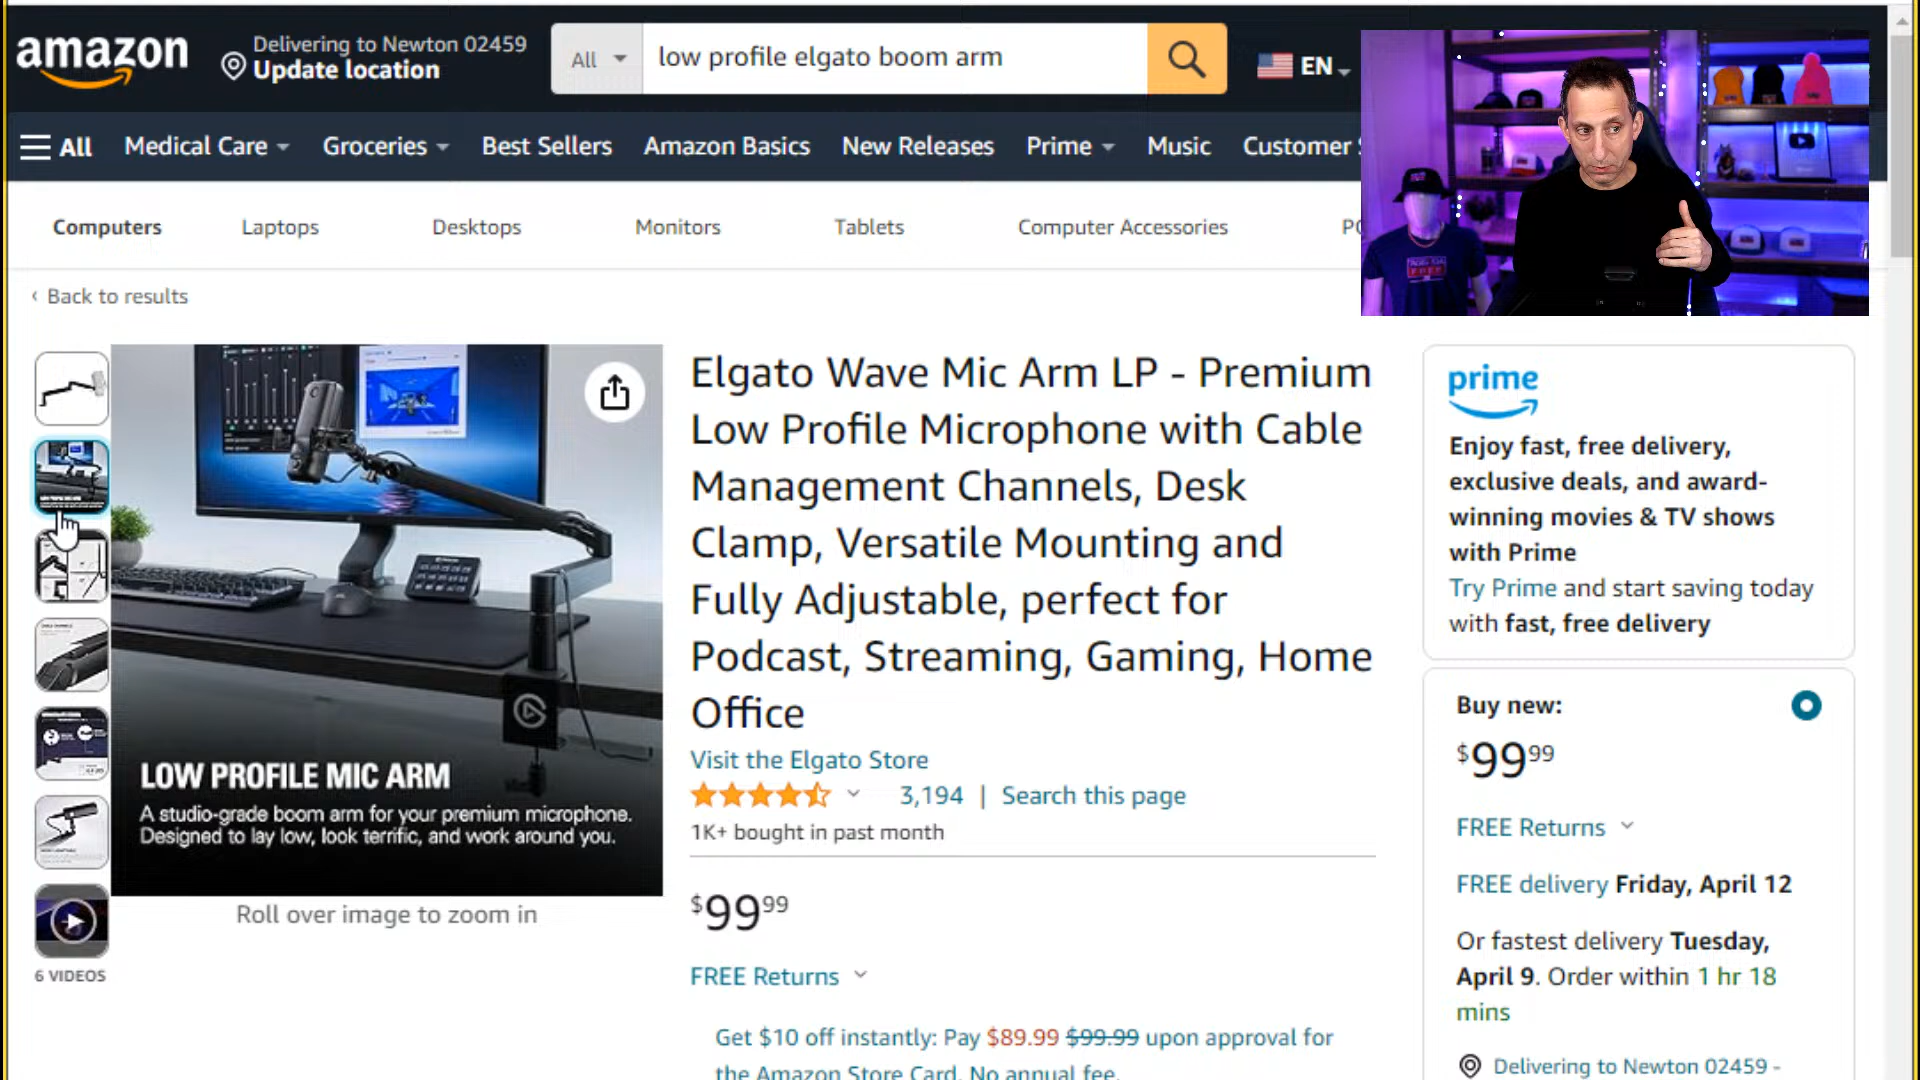 amazon
Delivering to Newton 02459
Update location
All
low profile elgato boom arm
EN
All
Medical Care
Groceries
Best Sellers
Amazon Basics
New Releases
Prime
Music
Customer
Computers
Laptops
Desktops
Monitors
Tablets
Computer Accessories
‹ Back to results
LOW PROFILE MIC ARM
A studio-grade boom arm for your premium microphone.
Designed to lay low, look terrific, and work around you.
Roll over image to zoom in
6 VIDEOS
Elgato Wave Mic Arm LP - Premium
Low Profile Microphone with Cable
Management Channels, Desk
Clamp, Versatile Mounting and
Fully Adjustable, perfect for
Podcast, Streaming, Gaming, Home
Office
Visit the Elgato Store
3,194 | Search this page
1K+ bought in past month
$99 99
FREE Returns
Get $10 off instantly: Pay $89.99 $99.99 upon approval for
the Amazon Store Card. No annual fee.
prime
Enjoy fast, free delivery,
exclusive deals, and award-
winning movies & TV shows
with Prime
Try Prime and start saving today
with fast, free delivery
Buy new:
$99 99
FREE Returns
FREE delivery Friday, April 12
Or fastest delivery Tuesday,
April 9. Order within 1 hr 18
mins
Delivering to Newton 02459 -